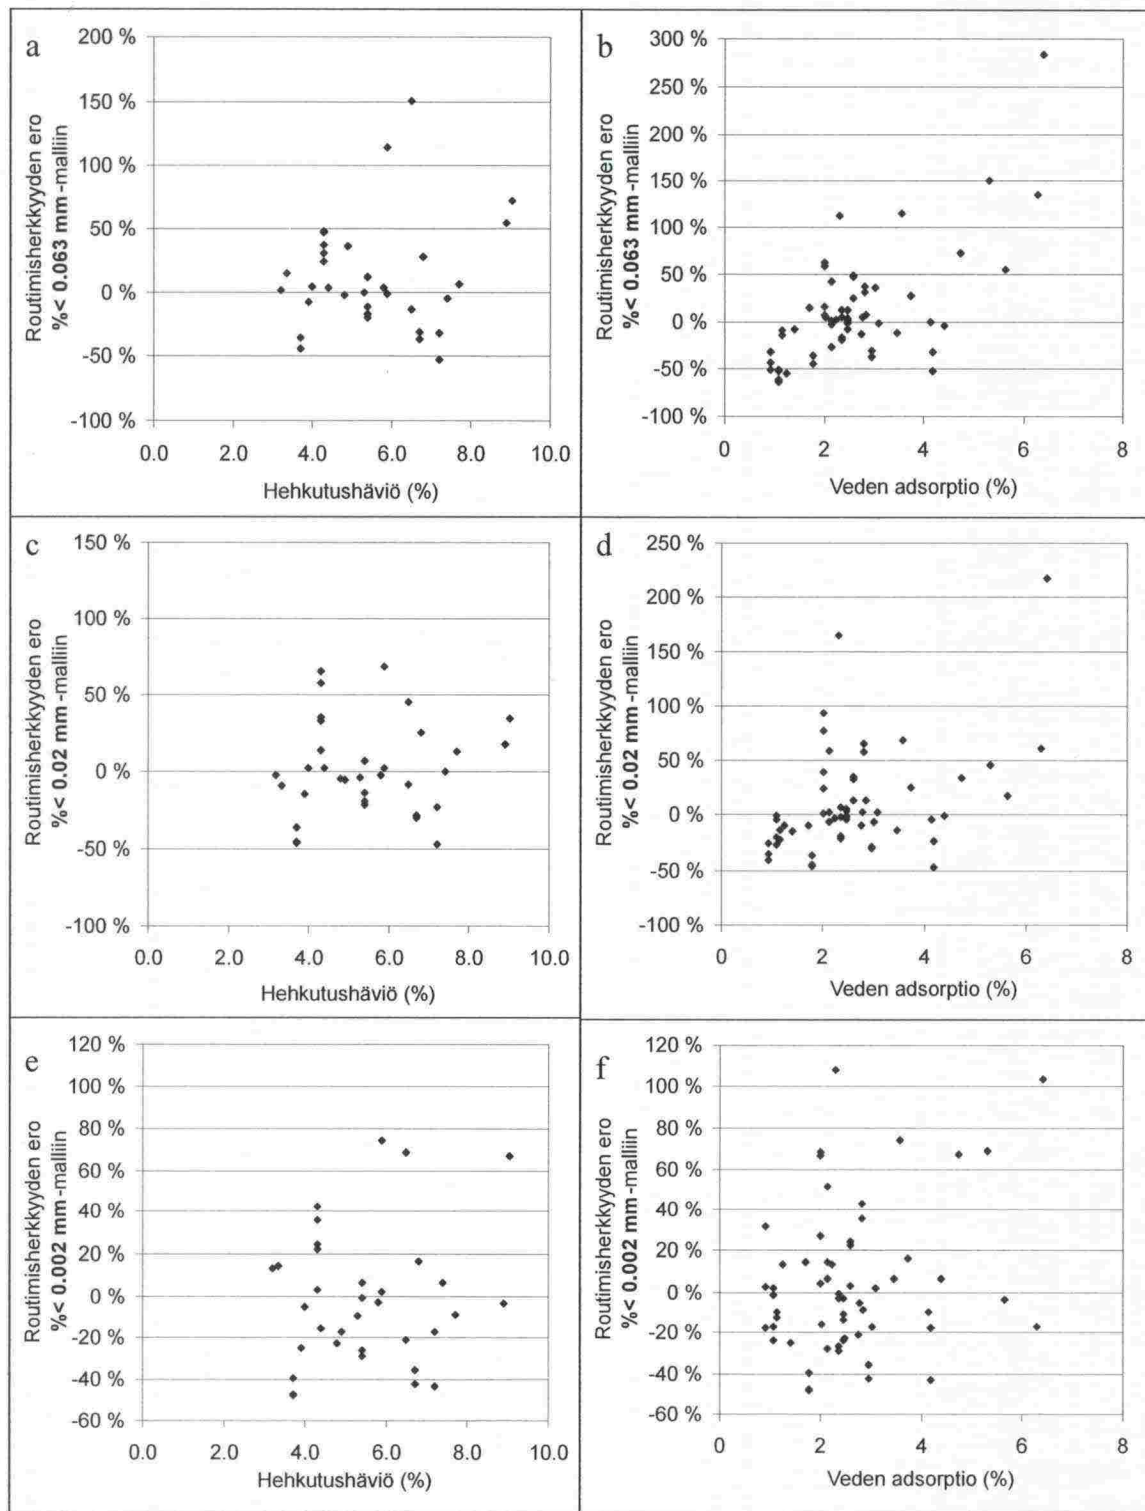 a
200 %
150 %
100 %
50 %
0 %
-50 %
-100 %
Routimisherkkyyden ero
%< 0.063 mm -malliin
0.0 2.0 4.0 6.0 8.0 10.0
Hehkutushäviö (%)
b
300 %
250 %
200 %
150 %
100 %
50 %
0 %
-50 %
-100 %
Routimisherkkyyden ero
%< 0.063 mm -malliin
0 2 4 6 8
Veden adsorptio (%)
c
150 %
100 %
50 %
0 %
-50 %
-100 %
Routimisherkkyyden ero
%< 0.02 mm -malliin
0.0 2.0 4.0 6.0 8.0 10.0
Hehkutushäviö (%)
d
250 %
200 %
150 %
100 %
50 %
0 %
-50 %
-100 %
Routimisherkkyyden ero
%< 0.02 mm -malliin
0 2 4 6 8
Veden adsorptio (%)
e
120 %
100 %
80 %
60 %
40 %
20 %
0 %
-20 %
-40 %
-60 %
Routimisherkkyyden ero
%< 0.002 mm -malliin
0.0 2.0 4.0 6.0 8.0 10.0
Hehkutushäviö (%)
f
120 %
100 %
80 %
60 %
40 %
20 %
0 %
-20 %
-40 %
-60 %
Routimisherkkyyden ero
%< 0.002 mm -malliin
0 2 4 6 8
Veden adsorptio (%)